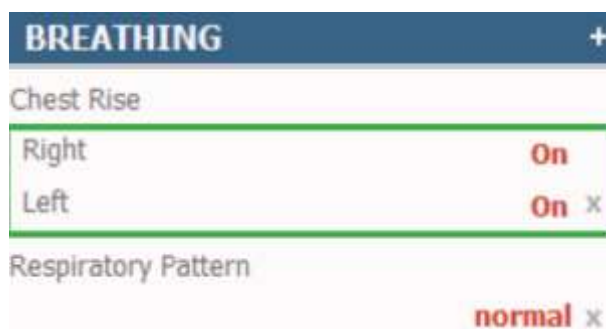 BREATHING +
Chest Rise
Right On
Left On x
Respiratory Pattern
normal x